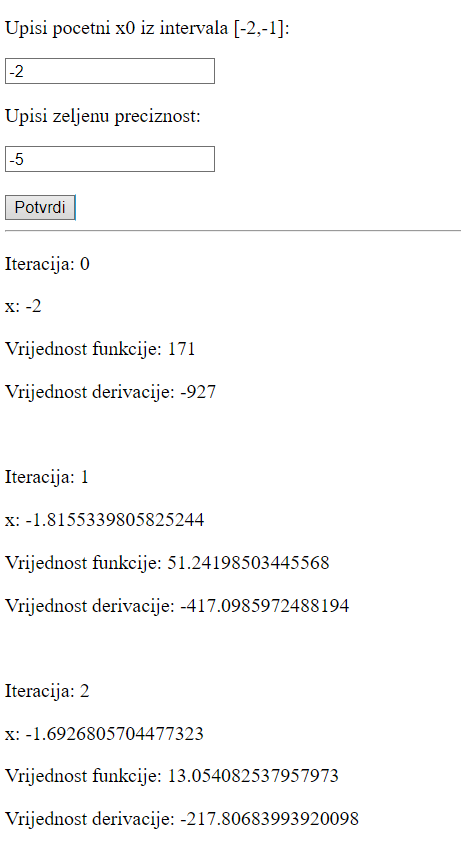 Upisi pocetni x0 iz intervala [-2,-1]:
-2
Upisi zeljenu preciznost:
-5
Potvrdi
Iteracija: 0
x: -2
Vrijednost funkcije: 171
Vrijednost derivacije: -927
Iteracija: 1
x: -1.8155339805825244
Vrijednost funkcije: 51.24198503445568
Vrijednost derivacije: -417.0985972488194
Iteracija: 2
x: -1.6926805704477323
Vrijednost funkcije: 13.054082537957973
Vrijednost derivacije: -217.80683993920098